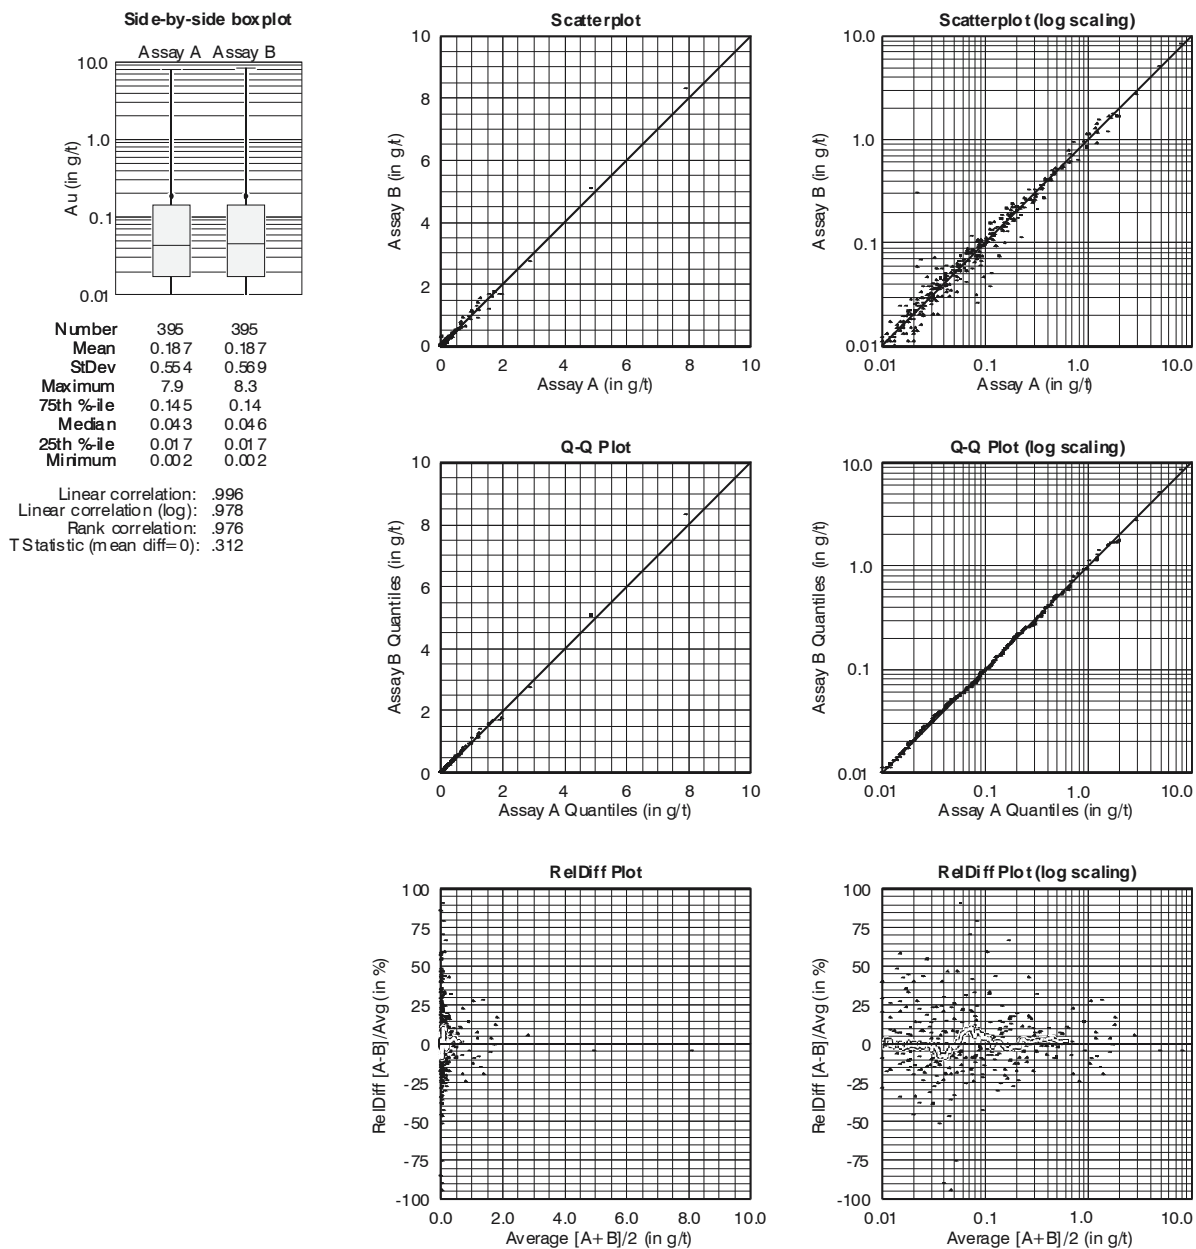 Side-by-side boxplot
Assay A Assay B
10.0
1.0
0.1
0.01
Au (in g/t)
Number 395 395
Mean 0.187 0.187
StDev 0.554 0.569
Maximum 7.9 8.3
75th %-ile 0.145 0.14
Median 0.043 0.046
25th %-ile 0.017 0.017
Minimum 0.002 0.002
Linear correlation: .996
Linear correlation (log): .978
Rank correlation: .976
T Statistic (mean diff=0): .312
Scatterplot
10
8
6
4
2
0
Assay B (in g/t)
0 2 4 6 8 10
Assay A (in g/t)
Scatterplot (log scaling)
10.0
1.0
0.1
0.01
Assay B (in g/t)
0.01 0.1 1.0 10.0
Assay A (in g/t)
Q-Q Plot
10
8
6
4
2
0
Assay B Quantiles (in g/t)
0 2 4 6 8 10
Assay A Quantiles (in g/t)
Q-Q Plot (log scaling)
10.0
1.0
0.1
0.01
Assay B Quantiles (in g/t)
0.01 0.1 1.0 10.0
Assay A Quantiles (in g/t)
RelDiff Plot
100
75
50
25
0
-25
-50
-75
-100
RelDiff [A-B]/Avg (in %)
0.0 2.0 4.0 6.0 8.0 10.0
Average [A+B]/2 (in g/t)
RelDiff Plot (log scaling)
100
75
50
25
0
-25
-50
-75
-100
RelDiff [A-B]/Avg (in %)
0.01 0.1 1.0 10.0
Average [A+B]/2 (in g/t)